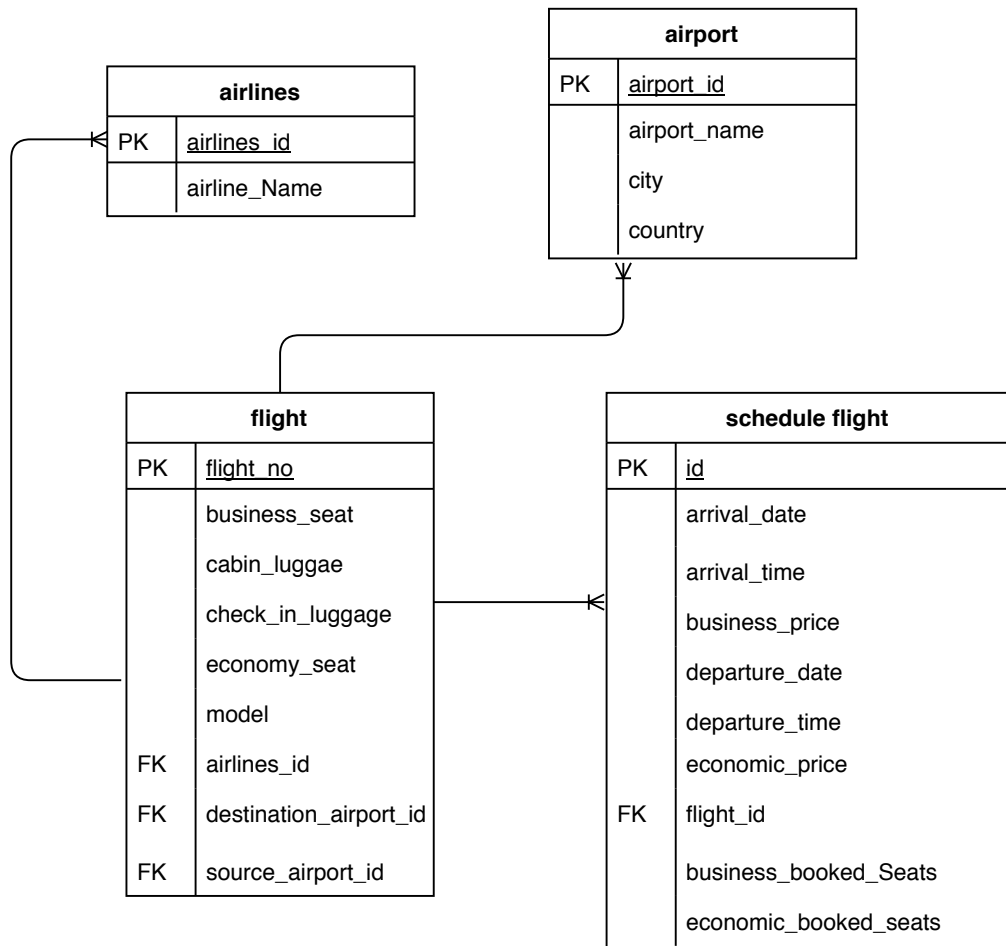 airlines
PK airlines_id
airline_Name
airport
PK airport_id
airport_name
city
country
flight
PK flight_no
business_seat
cabin_luggae
check_in_luggage
economy_seat
model
FK airlines_id
FK destination_airport_id
FK source_airport_id
schedule flight
PK id
arrival_date
arrival_time
business_price
departure_date
departure_time
economic_price
FK flight_id
business_booked_Seats
economic_booked_seats